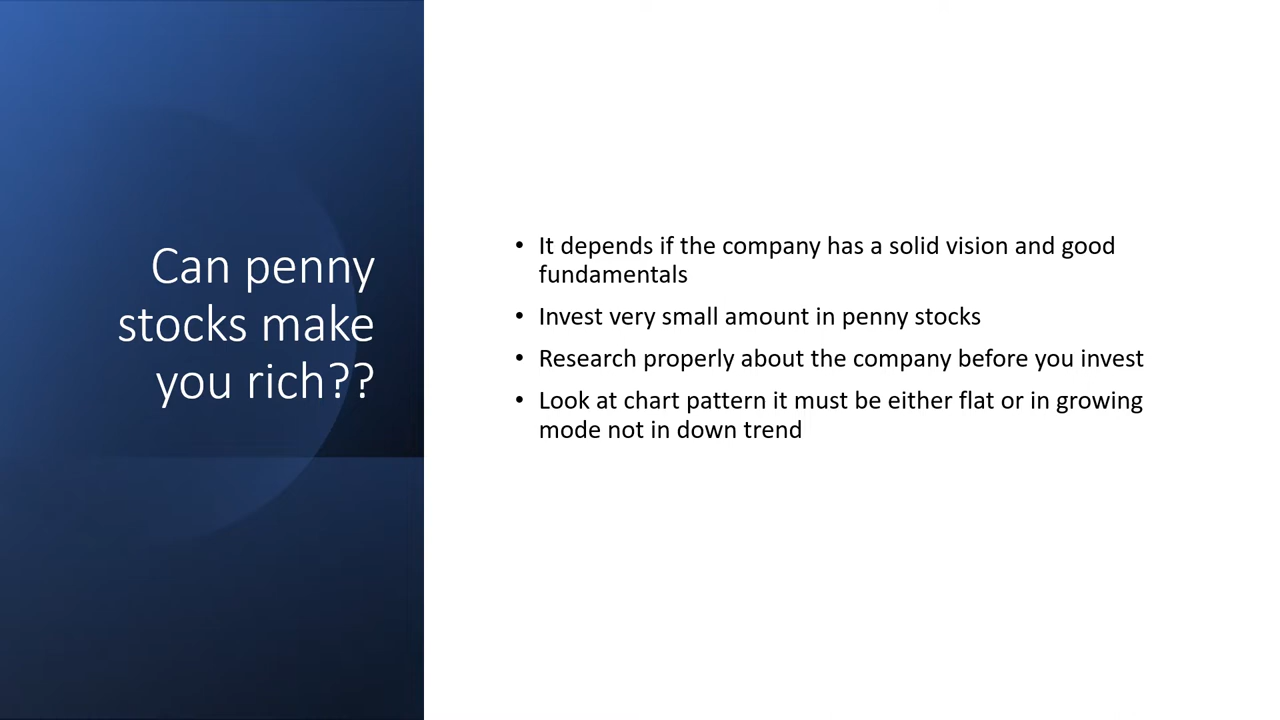 Can penny
stocks make
you rich??
• It depends if the company has a solid vision and good
fundamentals
• Invest very small amount in penny stocks
• Research properly about the company before you invest
• Look at chart pattern it must be either flat or in growing
mode not in down trend